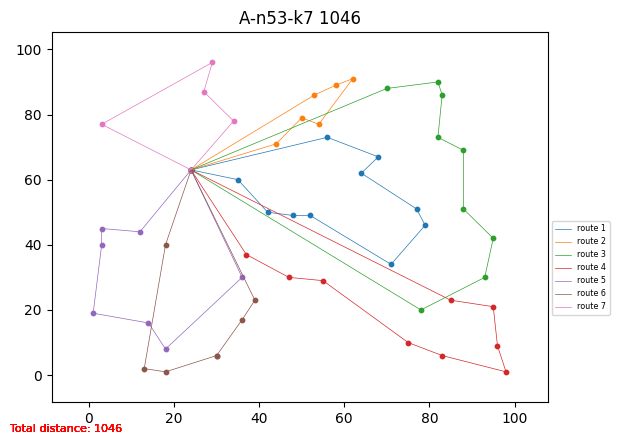 A-n53-k7 1046
100
80
60
40
20
0
0 20 40 60 80 100
route 1
route 2
route 3
route 4
route 5
route 6
route 7
Total distance: 1046